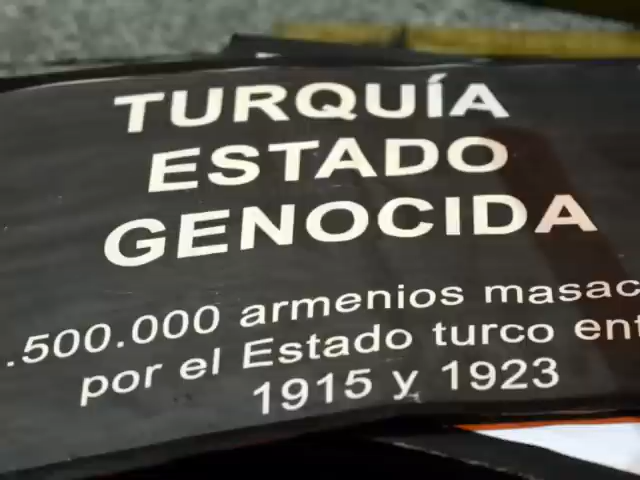 TURQUÍA
ESTADO
GENOCIDA
.500.000 armenios masac
por el Estado turco ent
1915 y 1923